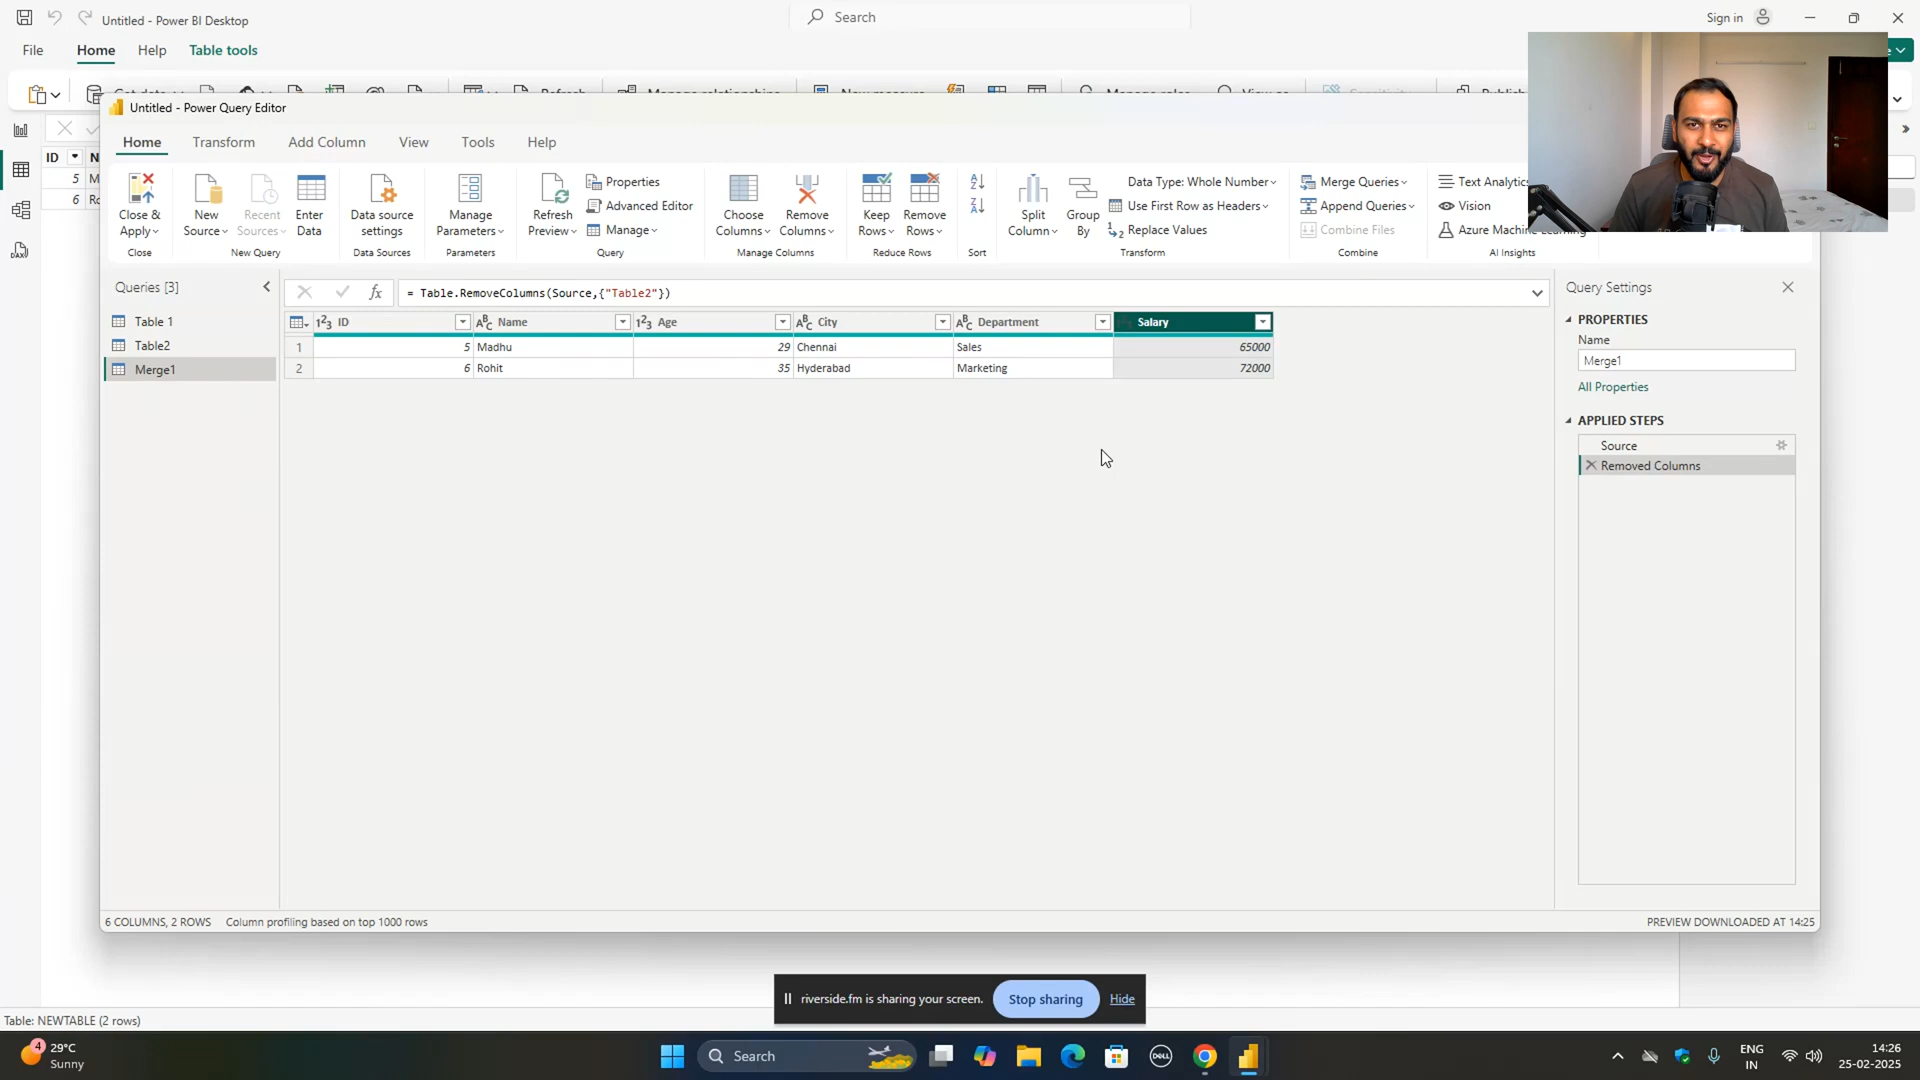 Untitled - Power BI Desktop
Search
Sign in
File Home Help Table tools
Untitled - Power Query Editor
Home Transform Add Column View Tools Help
Close & Apply
New Source
Recent Sources
Enter Data
Data source settings
Manage Parameters
Refresh Preview
Properties
Advanced Editor
Manage
Choose Columns
Remove Columns
Keep Rows
Remove Rows
Split Column
Group By
Data Type: Whole Number
Use First Row as Headers
Replace Values
Merge Queries
Append Queries
Combine Files
Text Analytics
Vision
Azure Machine Learning
Close New Query Data Sources Parameters Query Manage Columns Reduce Rows Sort Transform Combine AI Insights
ID N
5 M
6 Ro
Queries [3]
Table 1
Table2
Merge1
= Table.RemoveColumns(Source,{"Table2"})
ID Name Age City Department Salary
1 5 Madhu 29 Chennai Sales 65000
2 6 Rohit 35 Hyderabad Marketing 72000
Query Settings
PROPERTIES
Name
Merge1
All Properties
APPLIED STEPS
Source
Removed Columns
6 COLUMNS, 2 ROWS Column profiling based on top 1000 rows
PREVIEW DOWNLOADED AT 14:25
riverside.fm is sharing your screen. Stop sharing Hide
Table: NEWTABLE (2 rows)
4
29°C
Sunny
Search
DELL
ENG
IN
14:26
25-02-2025